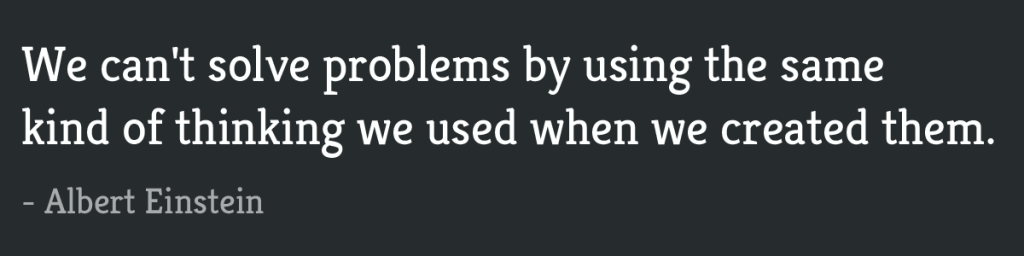 We can't solve problems by using the same
kind of thinking we used when we created them.
- Albert Einstein